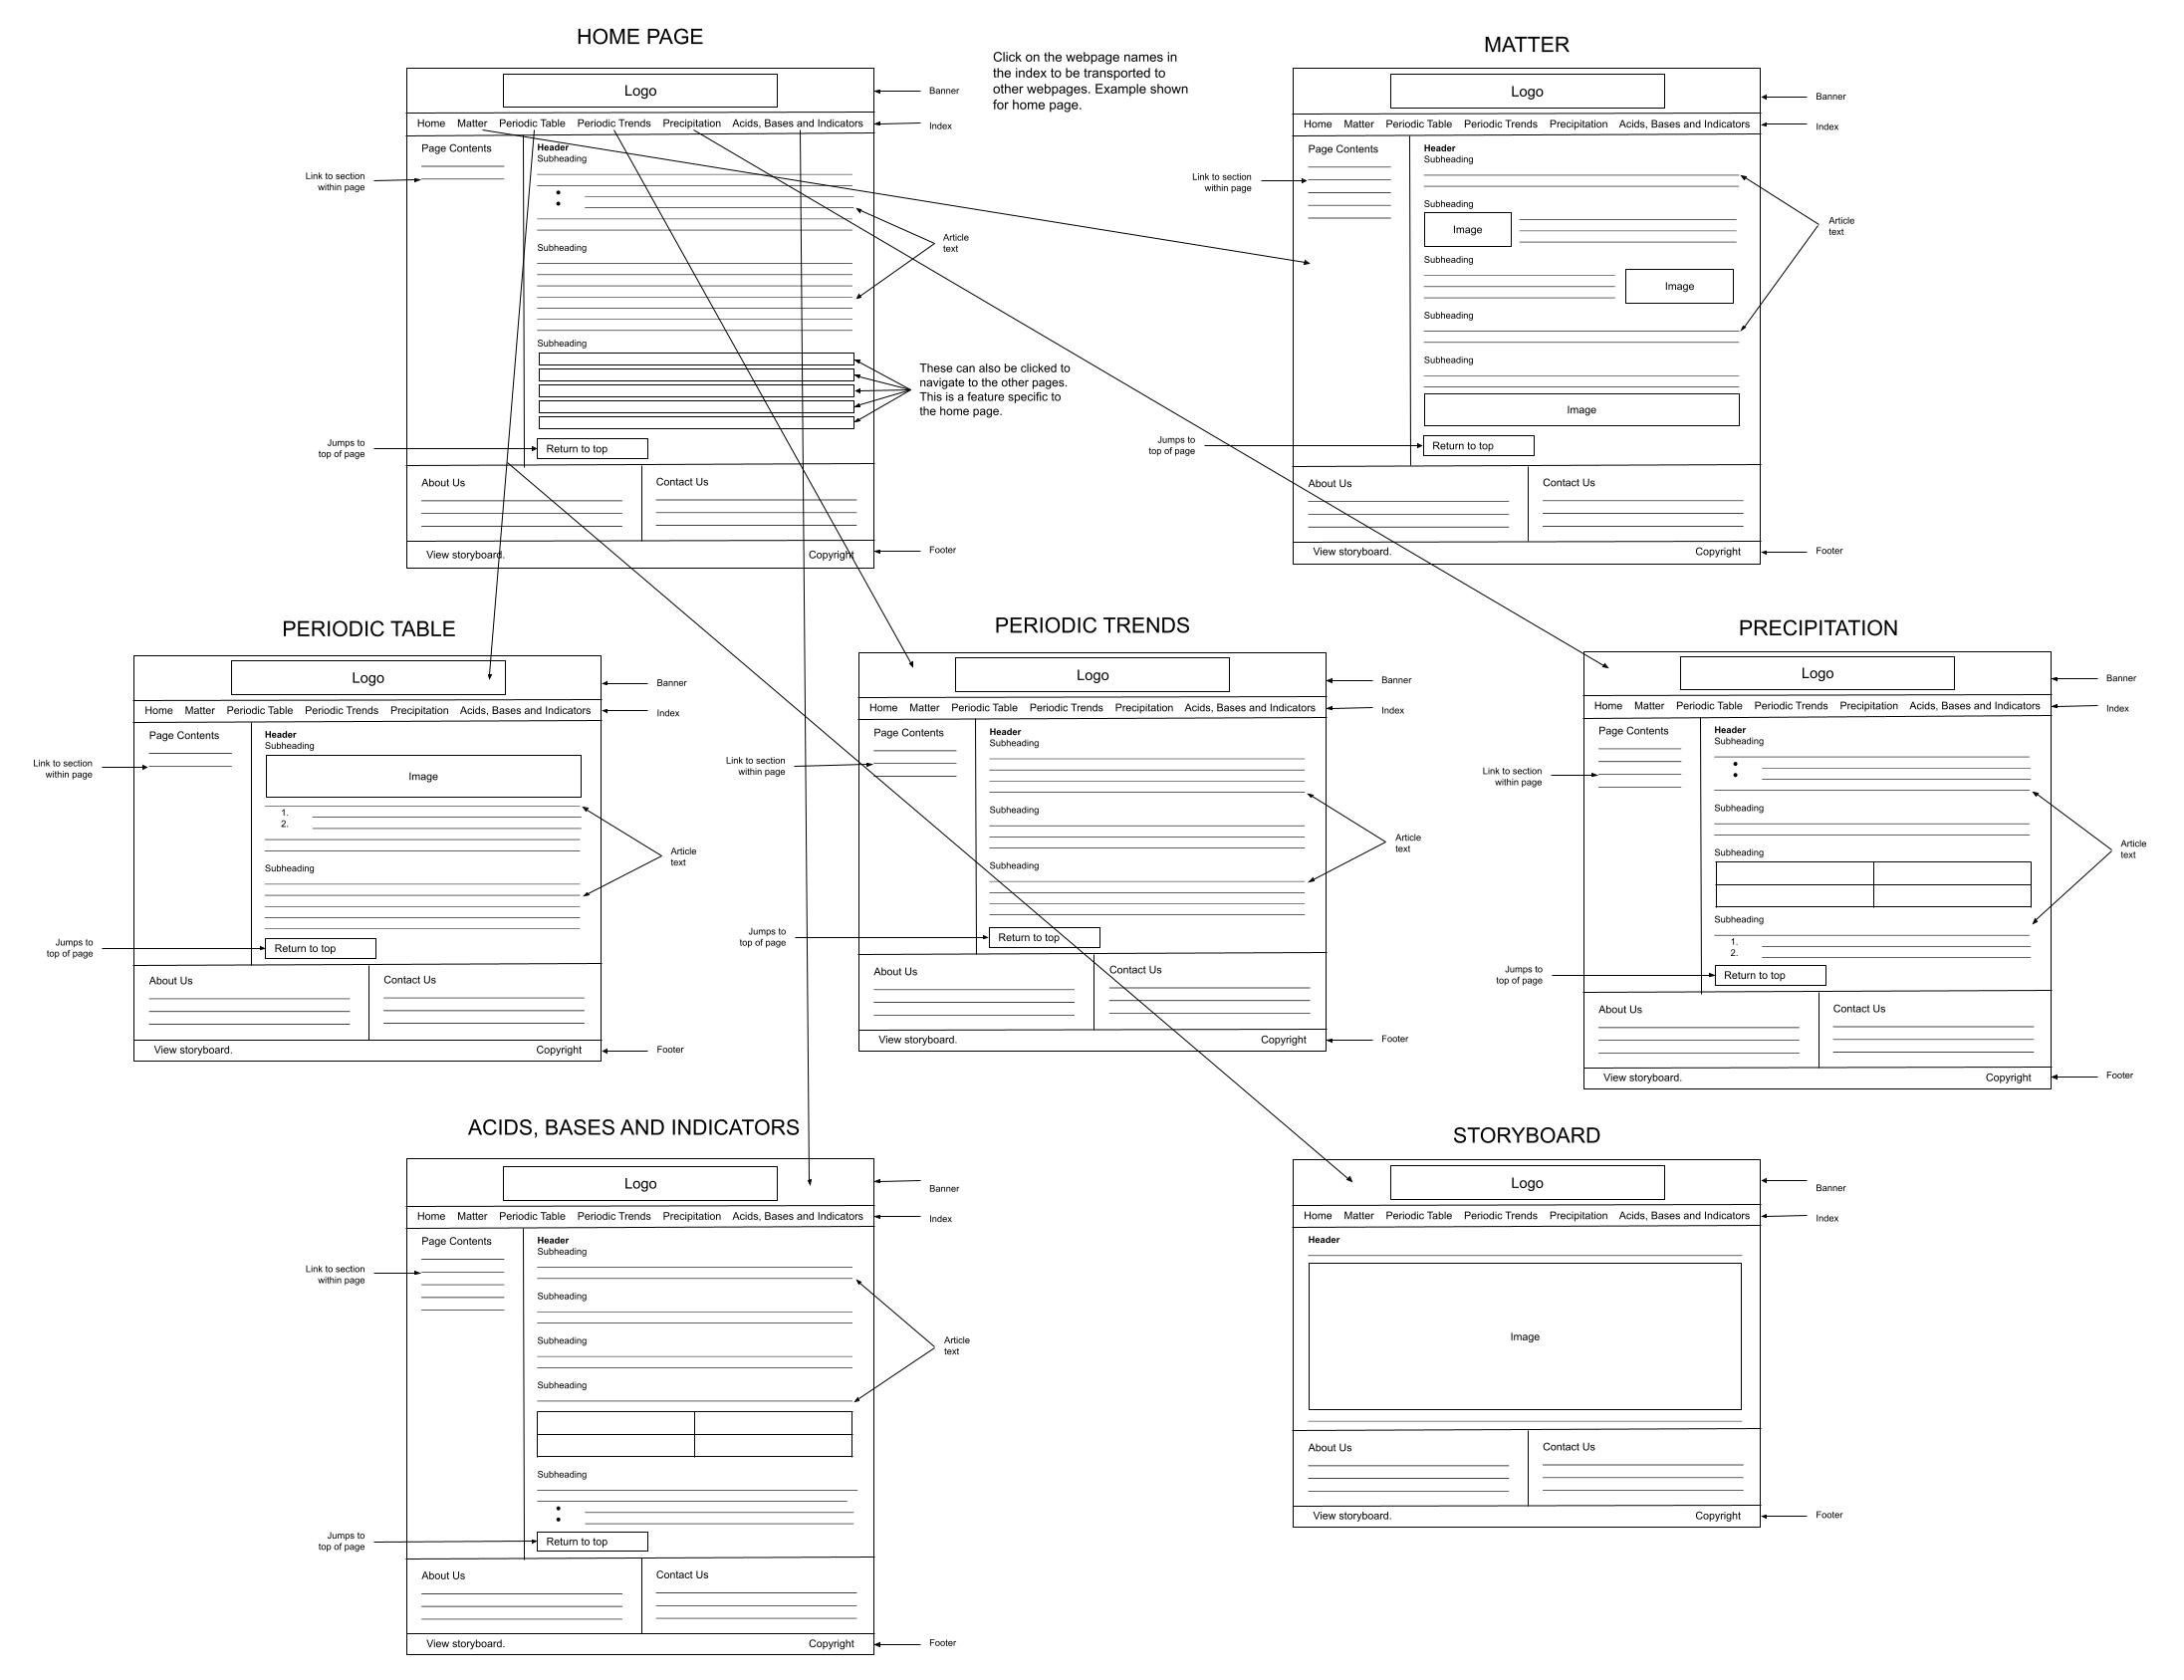 HOME PAGE
Logo
Banner
Home Matter Periodic Table Periodic Trends Precipitation Acids, Bases and Indicators
Index
Click on the webpage names in
the index to be transported to
other webpages. Example shown
for home page.
Page Contents
Link to section
within page
Header
Subheading
Article
text
Subheading
Subheading
These can also be clicked to
navigate to the other pages.
This is a feature specific to
the home page.
Jumps to
top of page
Return to top
About Us
Contact Us
View storyboard.
Copyright
Footer
MATTER
Logo
Banner
Home Matter Periodic Table Periodic Trends Precipitation Acids, Bases and Indicators
Index
Page Contents
Link to section
within page
Header
Subheading
Subheading
Image
Article
text
Subheading
Image
Subheading
Subheading
Image
Jumps to
top of page
Return to top
About Us
Contact Us
View storyboard.
Copyright
Footer
PERIODIC TABLE
Logo
Banner
Home Matter Periodic Table Periodic Trends Precipitation Acids, Bases and Indicators
Index
Page Contents
Link to section
within page
Header
Subheading
Image
1.
2.
Article
text
Subheading
Jumps to
top of page
Return to top
About Us
Contact Us
View storyboard.
Copyright
Footer
PERIODIC TRENDS
Logo
Banner
Home Matter Periodic Table Periodic Trends Precipitation Acids, Bases and Indicators
Index
Page Contents
Link to section
within page
Header
Subheading
Subheading
Article
text
Subheading
Jumps to
top of page
Return to top
About Us
Contact Us
View storyboard.
Copyright
Footer
PRECIPITATION
Logo
Banner
Home Matter Periodic Table Periodic Trends Precipitation Acids, Bases and Indicators
Index
Page Contents
Link to section
within page
Header
Subheading
Subheading
Article
text
Subheading
Subheading
1.
2.
Jumps to
top of page
Return to top
About Us
Contact Us
View storyboard.
Copyright
Footer
ACIDS, BASES AND INDICATORS
Logo
Banner
Home Matter Periodic Table Periodic Trends Precipitation Acids, Bases and Indicators
Index
Page Contents
Link to section
within page
Header
Subheading
Subheading
Subheading
Article
text
Subheading
Subheading
Jumps to
top of page
Return to top
About Us
Contact Us
View storyboard.
Copyright
Footer
STORYBOARD
Logo
Banner
Home Matter Periodic Table Periodic Trends Precipitation Acids, Bases and Indicators
Index
Header
Image
About Us
Contact Us
View storyboard.
Copyright
Footer